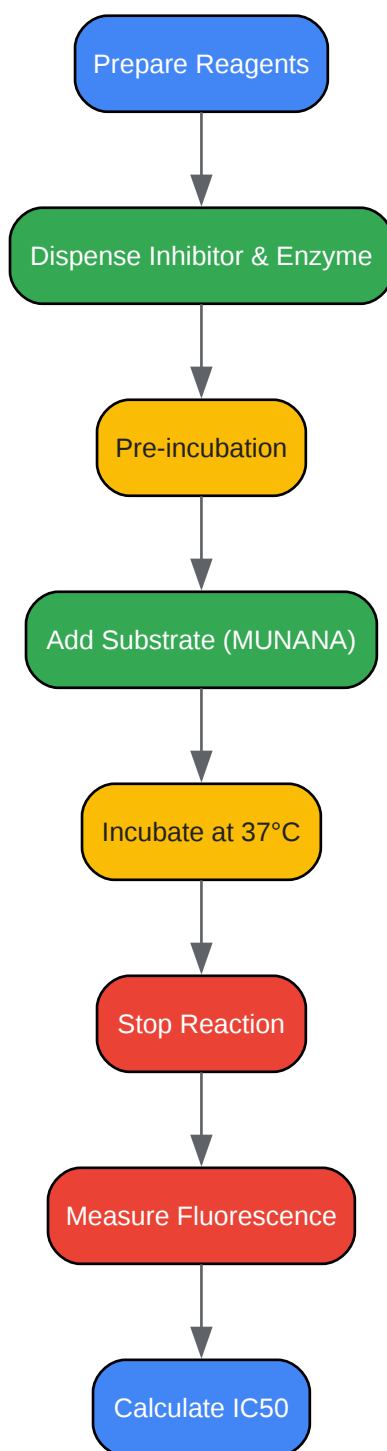 Prepare Reagents
Dispense Inhibitor & Enzyme
Pre-incubation
Add Substrate (MUNANA)
Incubate at 37°C
Stop Reaction
Measure Fluorescence
Calculate IC50